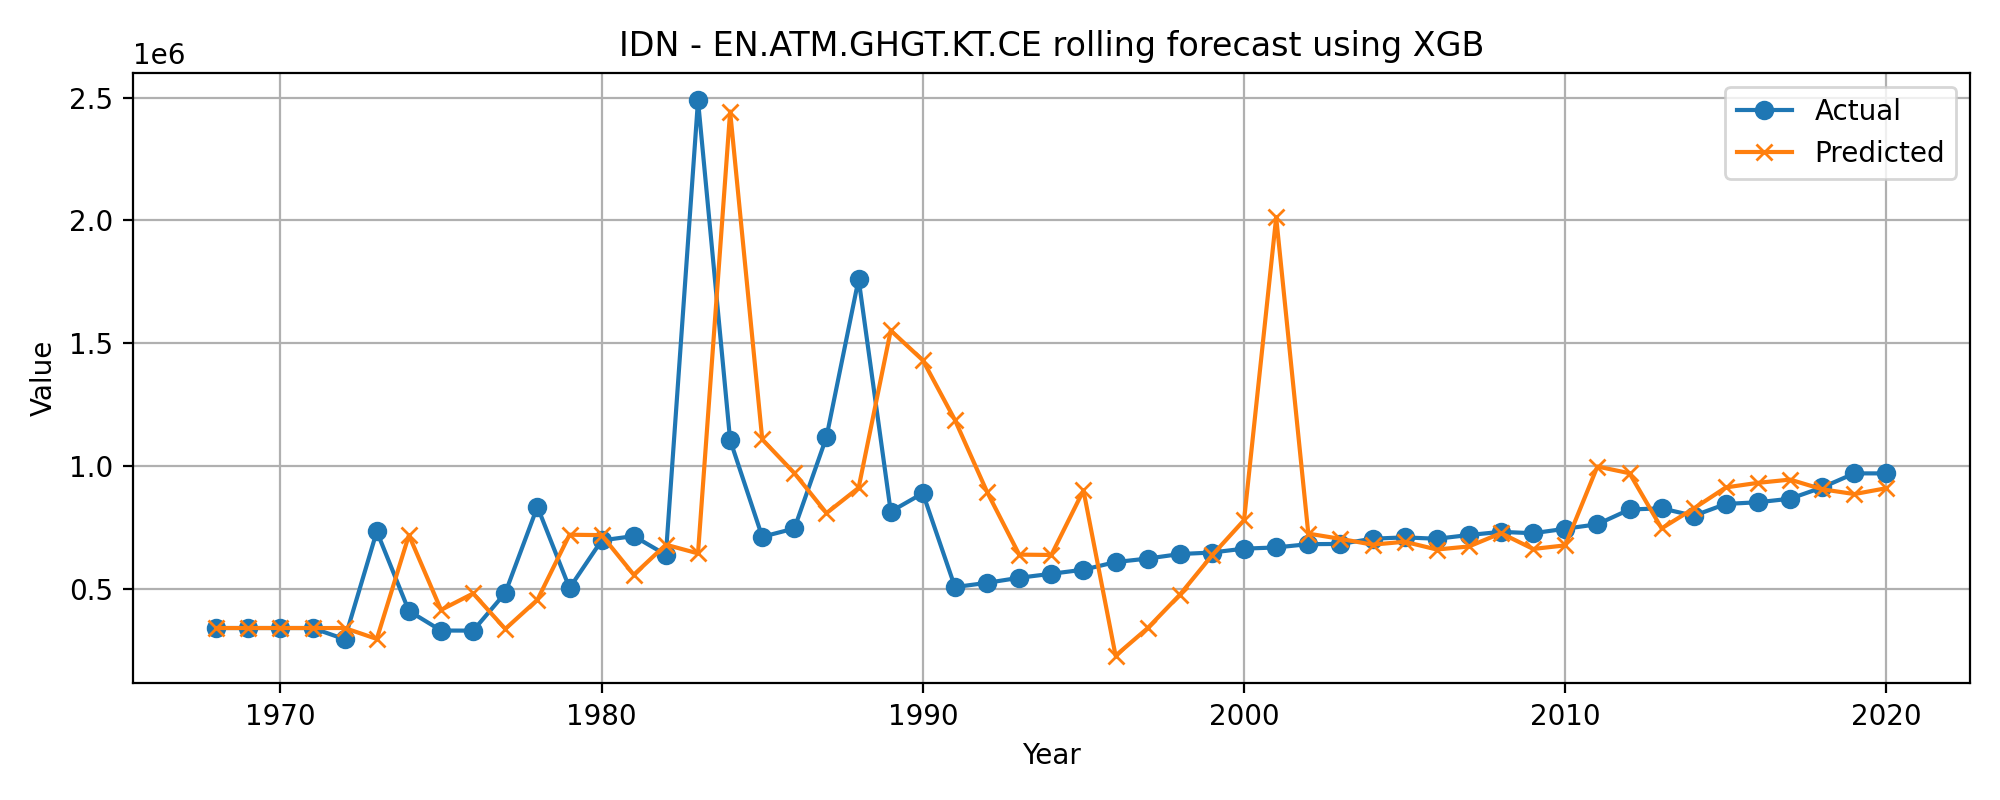 IDN - EN.ATM.GHGT.KT.CE rolling forecast using XGB
1e6
2.5
2.0
1.5
1.0
0.5
Value
Actual
Predicted
1970
1980
1990
2000
2010
2020
Year